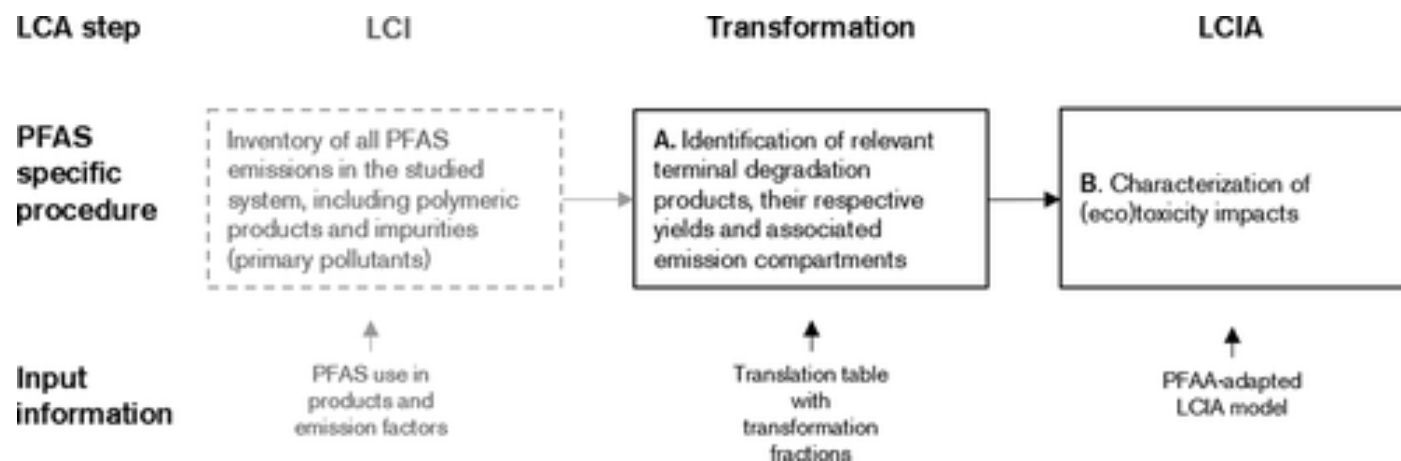 LCA step
LCI
Transformation
LCIA
PFAS
specific
procedure
Inventory of all PFAS
emissions in the studied
system, including polymeric
products and impurities
(primary pollutants)
A. Identification of relevant
terminal degradation
products, their respective
yields and associated
emission compartments
B. Characterization of
(eco)toxicity impacts
Input
information
PFAS use in
products and
emission factors
Translation table
with
transformation
fractions
PFAA-adapted
LCIA model